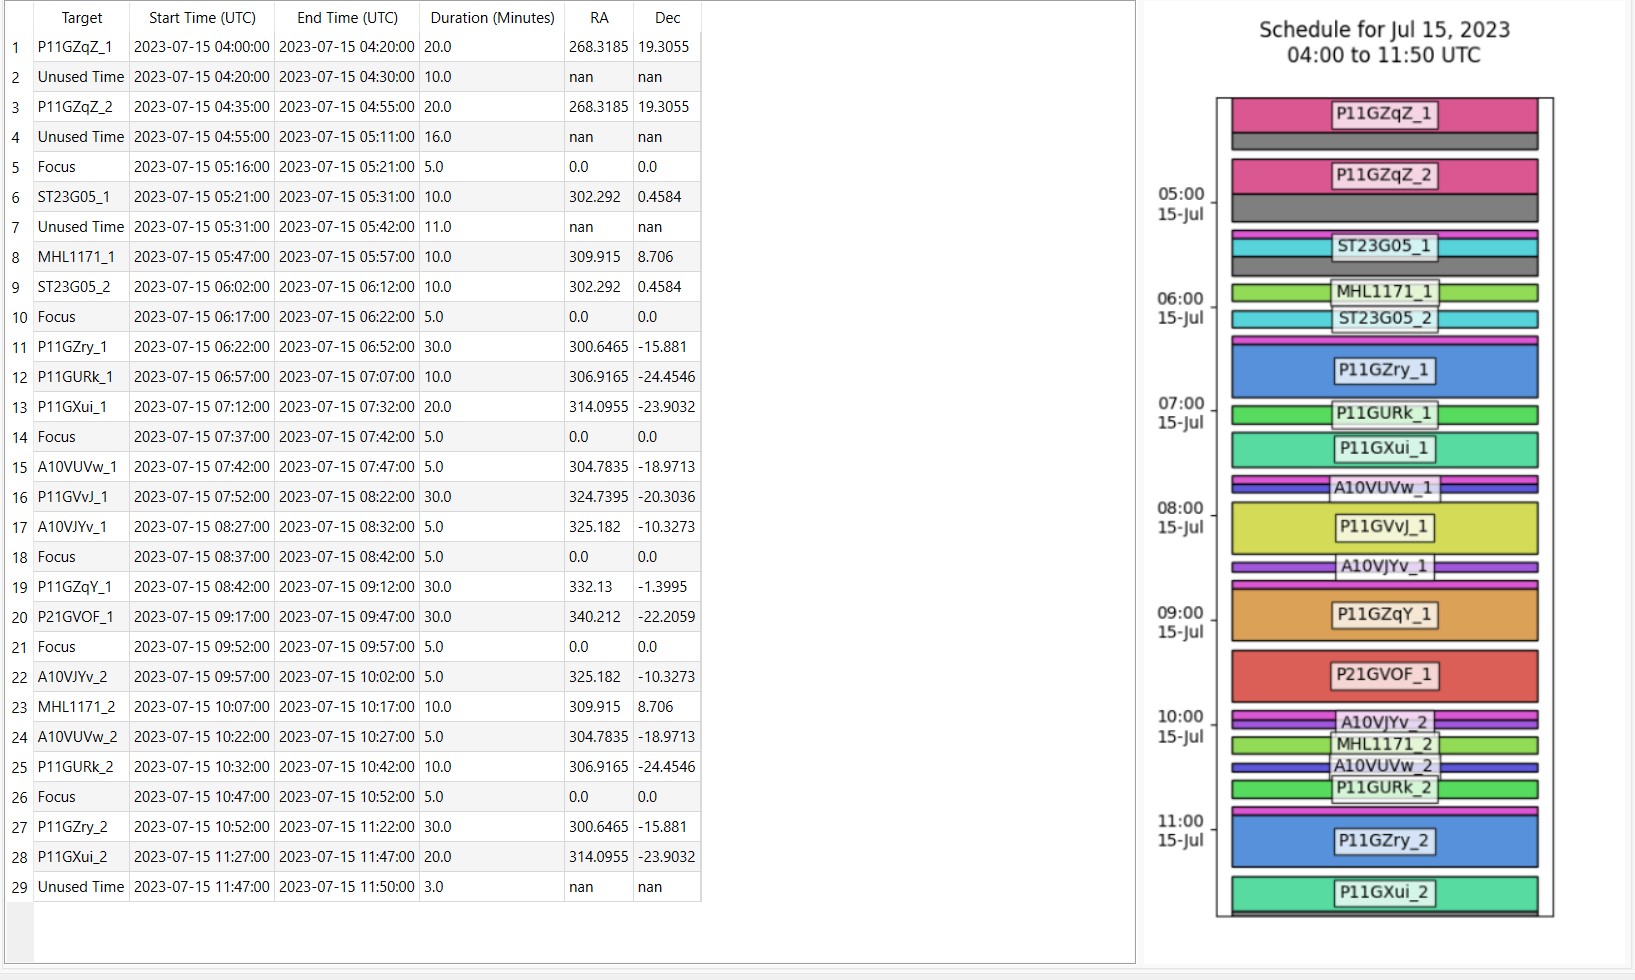 Target Start Time (UTC) End Time (UTC) Duration (Minutes) RA Dec
1 P11GZqZ_1 2023-07-15 04:00:00 2023-07-15 04:20:00 20.0 268.3185 19.3055
2 Unused Time 2023-07-15 04:20:00 2023-07-15 04:30:00 10.0 nan nan
3 P11GZqZ_2 2023-07-15 04:35:00 2023-07-15 04:55:00 20.0 268.3185 19.3055
4 Unused Time 2023-07-15 04:55:00 2023-07-15 05:11:00 16.0 nan nan
5 Focus 2023-07-15 05:16:00 2023-07-15 05:21:00 5.0 0.0 0.0
6 ST23G05_1 2023-07-15 05:21:00 2023-07-15 05:31:00 10.0 302.292 0.4584
7 Unused Time 2023-07-15 05:31:00 2023-07-15 05:42:00 11.0 nan nan
8 MHL1171_1 2023-07-15 05:47:00 2023-07-15 05:57:00 10.0 309.915 8.706
9 ST23G05_2 2023-07-15 06:02:00 2023-07-15 06:12:00 10.0 302.292 0.4584
10 Focus 2023-07-15 06:17:00 2023-07-15 06:22:00 5.0 0.0 0.0
11 P11GZry_1 2023-07-15 06:22:00 2023-07-15 06:52:00 30.0 300.6465 -15.881
12 P11GURk_1 2023-07-15 06:57:00 2023-07-15 07:07:00 10.0 306.9165 -24.4546
13 P11GXui_1 2023-07-15 07:12:00 2023-07-15 07:32:00 20.0 314.0955 -23.9032
14 Focus 2023-07-15 07:37:00 2023-07-15 07:42:00 5.0 0.0 0.0
15 A10VUVw_1 2023-07-15 07:42:00 2023-07-15 07:47:00 5.0 304.7835 -18.9713
16 P11GVvJ_1 2023-07-15 07:52:00 2023-07-15 08:22:00 30.0 324.7395 -20.3036
17 A10VJYv_1 2023-07-15 08:27:00 2023-07-15 08:32:00 5.0 325.182 -10.3273
18 Focus 2023-07-15 08:37:00 2023-07-15 08:42:00 5.0 0.0 0.0
19 P11GZqY_1 2023-07-15 08:42:00 2023-07-15 09:12:00 30.0 332.13 -1.3995
20 P21GVOF_1 2023-07-15 09:17:00 2023-07-15 09:47:00 30.0 340.212 -22.2059
21 Focus 2023-07-15 09:52:00 2023-07-15 09:57:00 5.0 0.0 0.0
22 A10VJYv_2 2023-07-15 09:57:00 2023-07-15 10:02:00 5.0 325.182 -10.3273
23 MHL1171_2 2023-07-15 10:07:00 2023-07-15 10:17:00 10.0 309.915 8.706
24 A10VUVw_2 2023-07-15 10:22:00 2023-07-15 10:27:00 5.0 304.7835 -18.9713
25 P11GURk_2 2023-07-15 10:32:00 2023-07-15 10:42:00 10.0 306.9165 -24.4546
26 Focus 2023-07-15 10:47:00 2023-07-15 10:52:00 5.0 0.0 0.0
27 P11GZry_2 2023-07-15 10:52:00 2023-07-15 11:22:00 30.0 300.6465 -15.881
28 P11GXui_2 2023-07-15 11:27:00 2023-07-15 11:47:00 20.0 314.0955 -23.9032
29 Unused Time 2023-07-15 11:47:00 2023-07-15 11:50:00 3.0 nan nan
Schedule for Jul 15, 2023
04:00 to 11:50 UTC
P11GZqZ_1
P11GZqZ_2
05:00
15-Jul
ST23G05_1
MHL1171_1
06:00
15-Jul
ST23G05_2
P11GZry_1
07:00
15-Jul
P11GURk_1
P11GXui_1
A10VUVw_1
08:00
15-Jul
P11GVvJ_1
A10VJYv_1
09:00
15-Jul
P11GZqY_1
P21GVOF_1
10:00
15-Jul
A10VJYv_2
MHL1171_2
A10VUVw_2
P11GURk_2
11:00
15-Jul
P11GZry_2
P11GXui_2